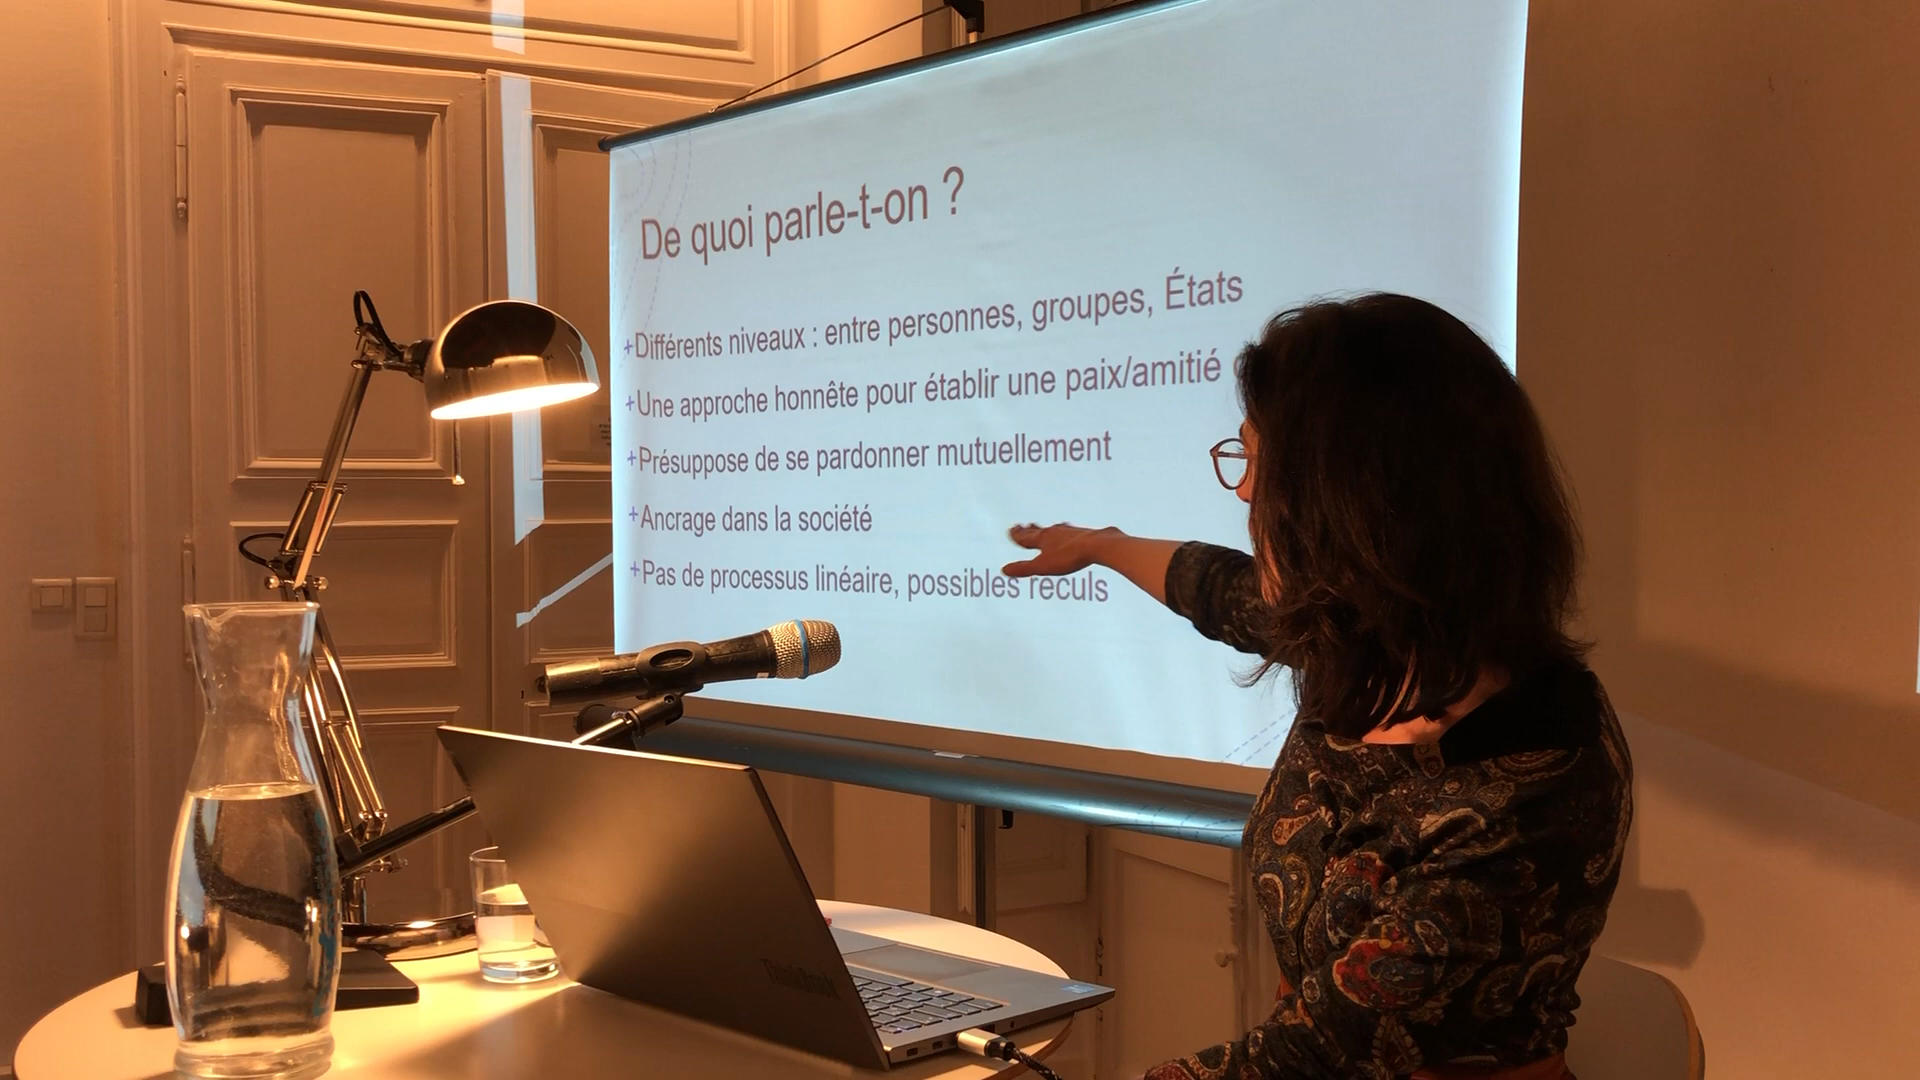 De quoi parle-t-on ?
+Différents niveaux : entre personnes, groupes, États
+Une approche honnête pour établir une paix/amitié
+Présuppose de se pardonner mutuellement
+Ancrage dans la société
+Pas de processus linéaire, possibles reculs
ThinkBook